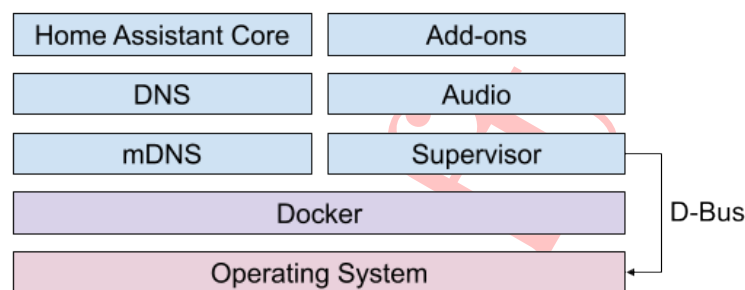 Home Assistant Core
Add-ons
DNS
Audio
mDNS
Supervisor
Docker
D-Bus
Operating System